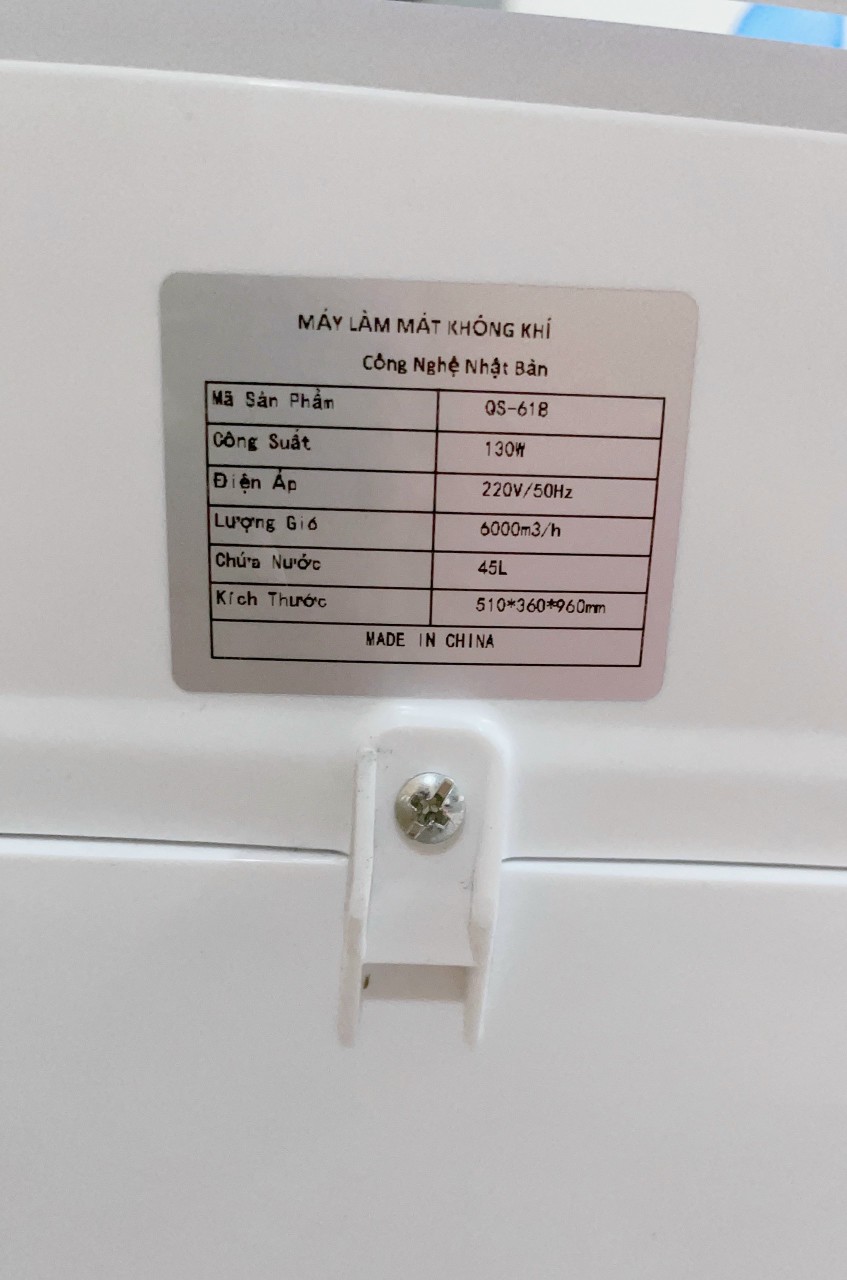 MÁY LÀM MÁT KHÔNG KHÍ
Công Nghệ Nhật Bản
Mã Sản Phẩm QS-618
Công Suất 130W
Điện Áp 220V/50Hz
Lượng Gió 6000m3/h
Chứa Nước 45L
Kích Thước 510*360*960mm
MADE IN CHINA